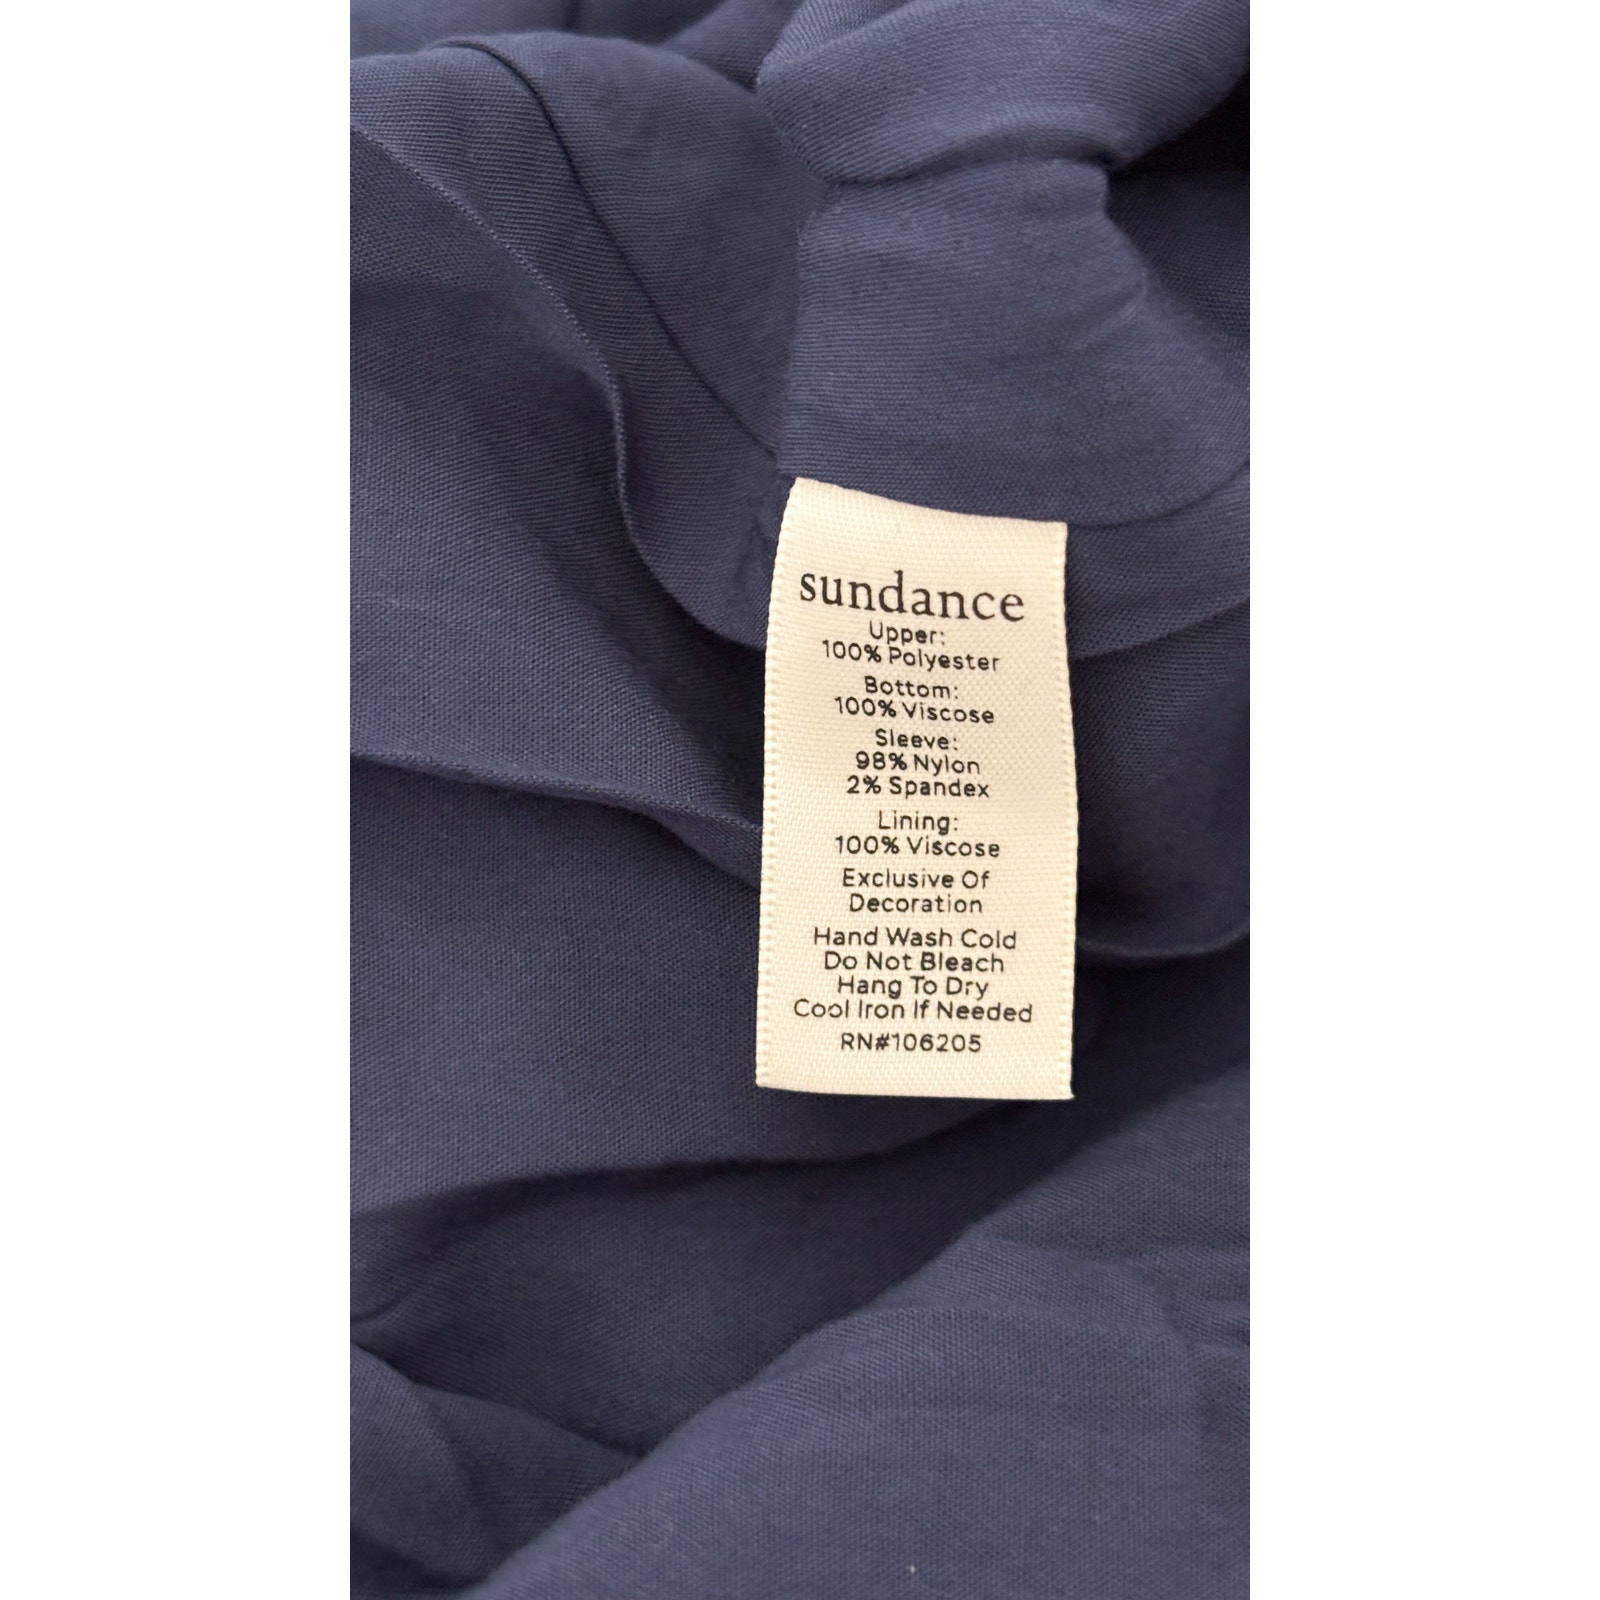 sundance
Upper:
100% Polyester
Bottom:
100% Viscose
Sleeve:
98% Nylon
2% Spandex
Lining:
100% Viscose
Exclusive Of
Decoration
Hand Wash Cold
Do Not Bleach
Hang To Dry
Cool Iron If Needed
RN#106205